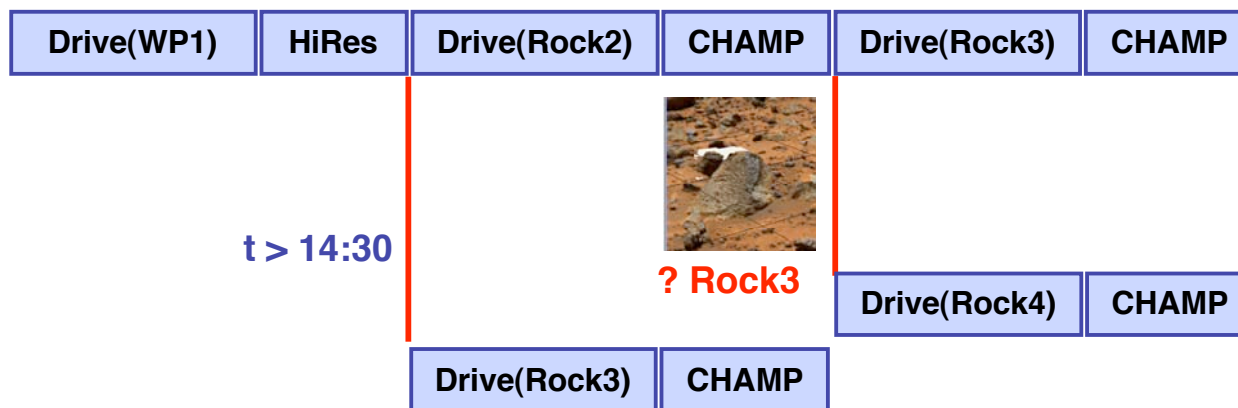 Drive(WP1) HiRes Drive(Rock2) CHAMP Drive(Rock3) CHAMP
t > 14:30
? Rock3
Drive(Rock4) CHAMP
Drive(Rock3) CHAMP